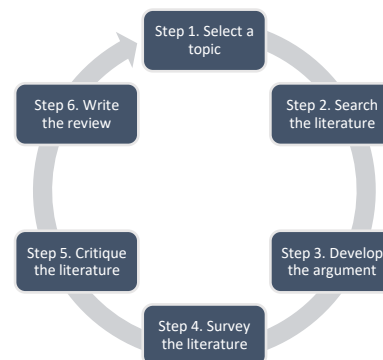 Step 1. Select a
topic
Step 2. Search
the literature
Step 3. Develop
the argument
Step 4. Survey
the literature
Step 5. Critique
the literature
Step 6. Write
the review